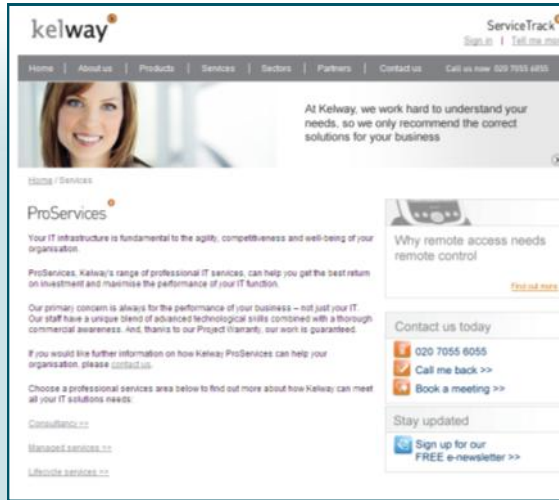 kelway
ServiceTrack
Sign in | Tell me mor
Home | About us | Products | Services | Sectors | Partners | Contact us Call us now 020 7055 6055
At Kelway, we work hard to understand your
needs, so we only recommend the correct
solutions for your business
Home / Services
ProServices
Your IT infrastructure is fundamental to the agility, competitiveness and well-being of your
organisation.
ProServices, Kelway's range of professional IT services, can help you get the best return
on investment and maximise the performance of your IT function.
Our primary concern is always for the performance of your business – not just your IT.
Our staff have a unique blend of advanced technological skills combined with a thorough
commercial awareness. And, thanks to our Project Warranty, our work is guaranteed.
If you would like further information on how Kelway ProServices can help your
organisation, please contact us.
Choose a professional services area below to find out more about how Kelway can meet
all your IT solutions needs:
Consultancy >>
Managed services >>
Lifecycle services >>
Why remote access needs
remote control
Find out more
Contact us today
020 7055 6055
Call me back >>
Book a meeting >>
Stay updated
Sign up for our
FREE e-newsletter >>